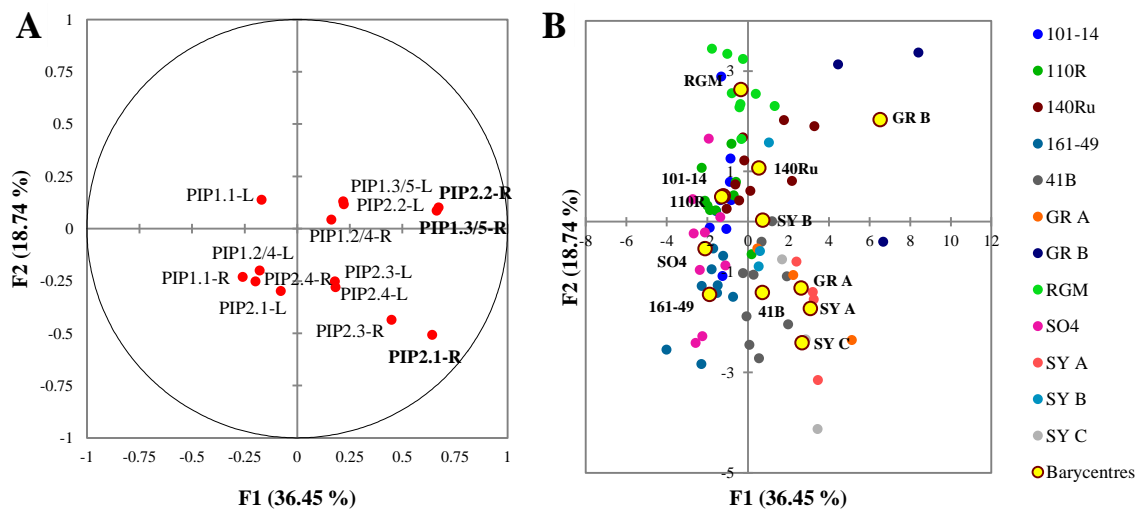 A
1
0.75
0.5
0.25
0
-0.25
-0.5
-0.75
-1
-1 -0.75 -0.5 -0.25 0 0.25 0.5 0.75 1
F2 (18.74 %)
F1 (36.45 %)
PIP1.1-L
PIP1.3/5-L
PIP2.2-R
PIP2.2-L
PIP1.3/5-R
PIP1.2/4-R
PIP1.2/4-L
PIP1.1-R
PIP2.4-R
PIP2.3-L
PIP2.4-L
PIP2.1-L
PIP2.3-R
PIP2.1-R
B
3
1
-1
-3
-5
-8 -6 -4 -2 0 2 4 6 8 10 12
F2 (18.74 %)
F1 (36.45 %)
RGM
GR B
140Ru
101-14
110R
SY B
SO4
GR A
161-49
41B
SY A
SY C
101-14
110R
140Ru
161-49
41B
GR A
GR B
RGM
SO4
SY A
SY B
SY C
Barycentres